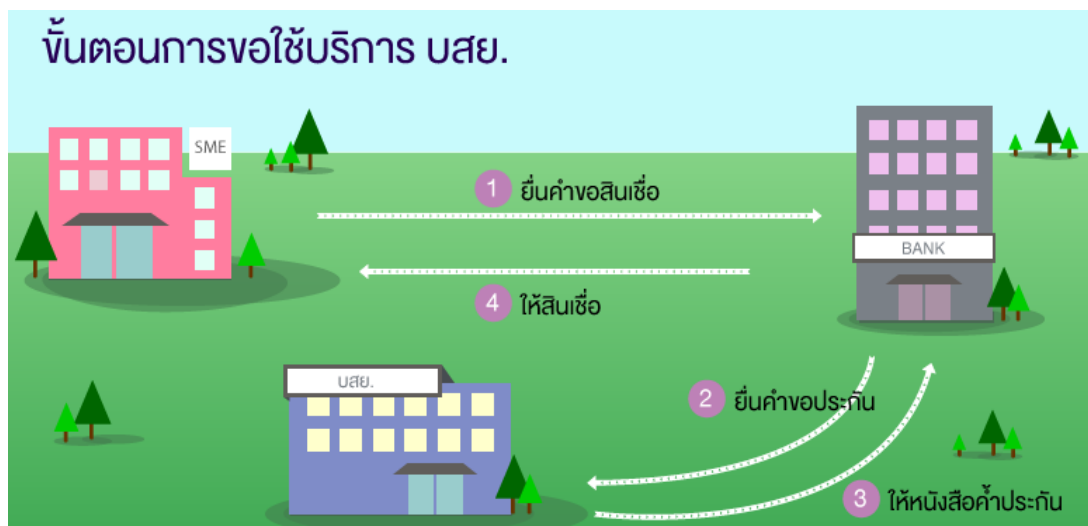 ขั้นตอนการขอใช้บริการ บสย.
SME
1 ยื่นคำขอสินเชื่อ
BANK
4 ให้สินเชื่อ
บสย.
2 ยื่นคำขอประกัน
3 ให้หนังสือค้ำประกัน